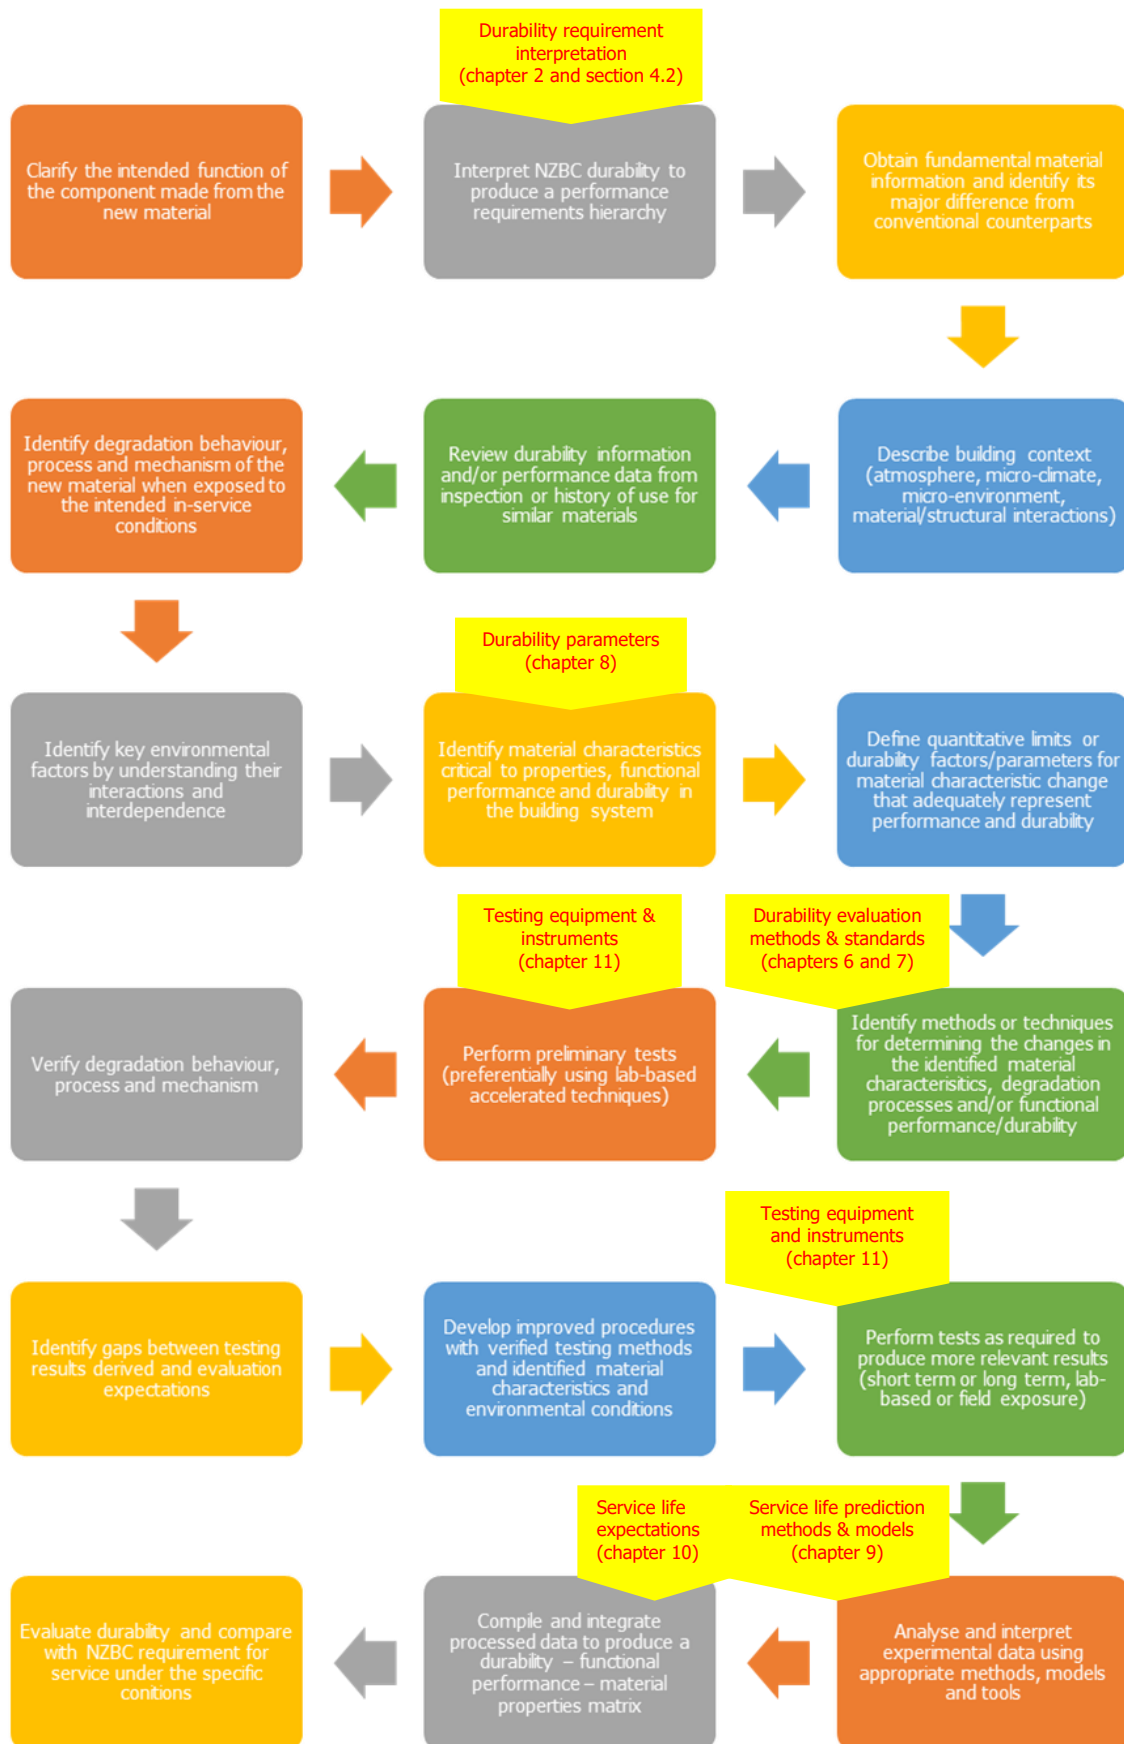 Durability requirement
interpretation
(chapter 2 and section 4.2)
Clarify the intended function of
the component made from the
new material
Interpret NZBC durability to
produce a performance
requirements hierarchy
Obtain fundamental material
information and identify its
major difference from
conventional counterparts
Describe building context
(atmosphere, micro-climate,
micro-environment,
material/structural interactions)
Review durability information
and/or performance data from
inspection or history of use for
similar materials
Identify degradation behaviour,
process and mechanism of the
new material when exposed to
the intended in-service
conditions
Identify key environmental
factors by understanding their
interactions and
interdependence
Durability parameters
(chapter 8)
Identify material characteristics
critical to properties, functional
performance and durability in
the building system
Define quantitative limits or
durability factors/parameters for
material characteristic change
that adequately represent
performance and durability
Durability evaluation
methods & standards
(chapters 6 and 7)
Identify methods or techniques
for determining the changes in
the identified material
characterisitics, degradation
processes and/or functional
performance/durability
Testing equipment &
instruments
(chapter 11)
Perform preliminary tests
(preferentially using lab-based
accelerated techniques)
Verify degradation behaviour,
process and mechanism
Identify gaps between testing
results derived and evaluation
expectations
Develop improved procedures
with verified testing methods
and identified material
characteristics and
environmental conditions
Testing equipment
and instruments
(chapter 11)
Perform tests as required to
produce more relevant results
(short term or long term, lab-
based or field exposure)
Service life prediction
methods & models
(chapter 9)
Analyse and interpret
experimental data using
appropriate methods, models
and tools
Service life
expectations
(chapter 10)
Compile and integrate
processed data to produce a
durability – functional
performance – material
properties matrix
Evaluate durability and compare
with NZBC requirement for
service under the specific
conitions